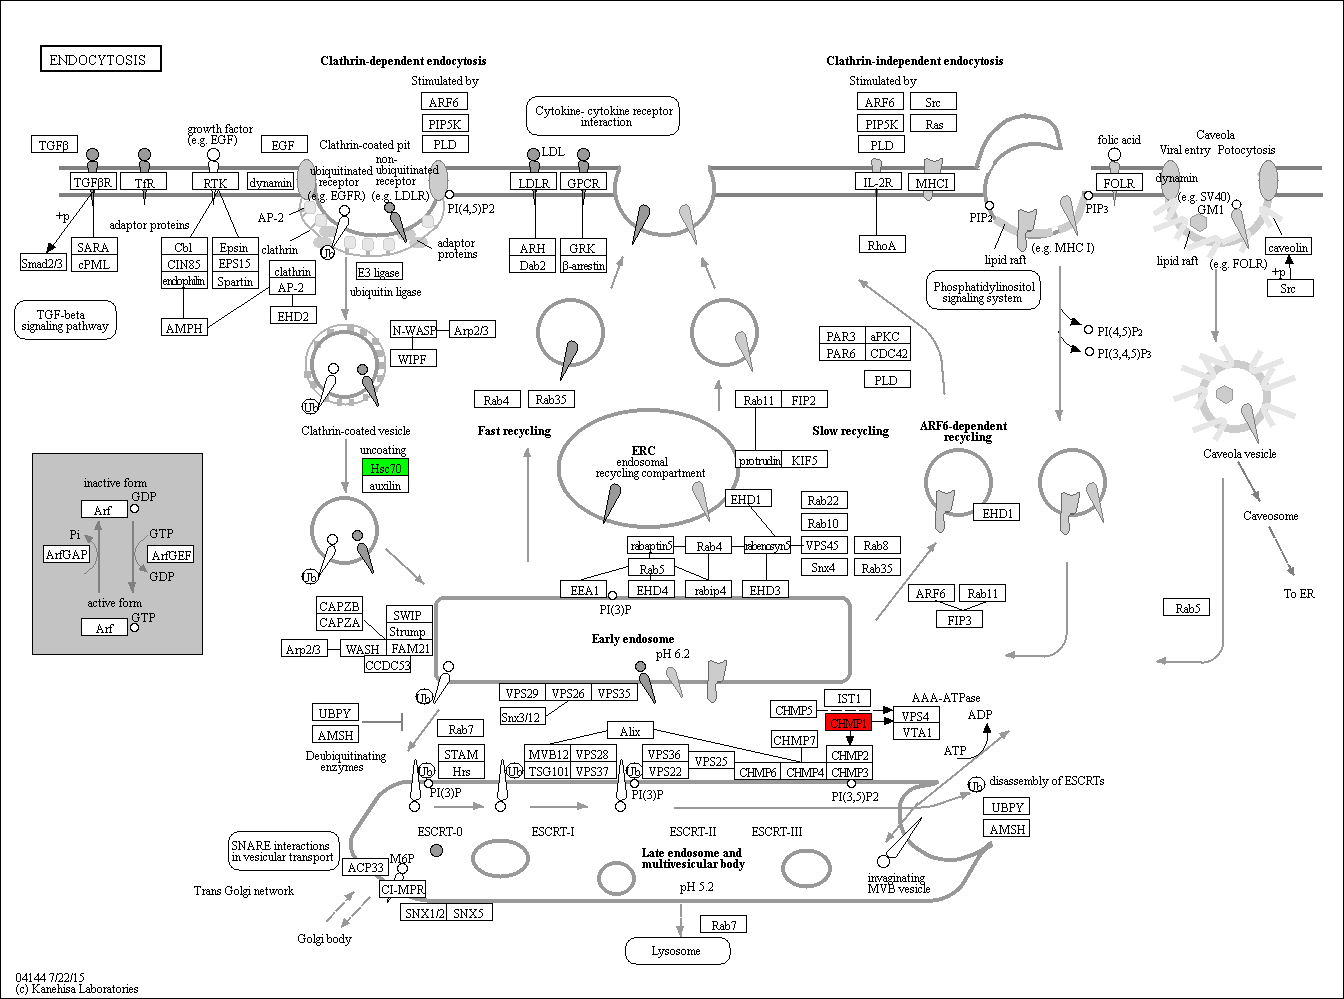 ENDOCYTOSIS
Clathrin-dependent endocytosis
Clathrin-independent endocytosis
Stimulated by
ARF6
PIP5K
PLD
Cytokine- cytokine receptor
interaction
Stimulated by
ARF6
Src
PIP5K
Ras
PLD
TGFβ
growth factor
(e.g. EGF)
EGF
Clathrin-coated pit
non-
ubiquitinated
receptor
(e.g. LDLR)
ubiquitinated
receptor
(e.g. EGFR)
LDL
folic acid
Caveola
Viral entry
Potocytosis
TGFβR
TfR
RTK
dynamin
LDLR
GPCR
IL-2R
MHCI
FOLR
dynamin
(e.g. SV40)
GM1
PI(4,5)P2
PIP2
PIP3
+p
adaptor proteins
AP-2
clathrin
Ub
adaptor
proteins
Smad2/3
SARA
cPML
Cbl
CIN85
endophilin
Epsin
EPS15
Spartin
clathrin
AP-2
EHD2
AMPH
E3 ligase
ubiquitin ligase
ARH
Dab2
GRK
β-arrestin
RhoA
lipid raft
(e.g. MHC I)
lipid raft
(e.g. FOLR)
caveolin
+p
Src
TGF-beta
signaling pathway
Phosphatidylinositol
signaling system
N-WASP
Arp2/3
WIPF
PAR3
aPKC
PAR6
CDC42
PLD
PI(4,5)P2
PI(3,4,5)P3
Ub
Clathrin-coated vesicle
Rab4
Rab35
Fast recycling
Rab11
FIP2
Slow recycling
protrudin
KIF5
ARF6-dependent
recycling
ERC
endosomal
recycling compartment
Caveola vesicle
uncoating
Hsc70
auxilin
inactive form
Arf
GDP
Pi
GTP
ArfGAP
ArfGEF
GDP
active form
Arf
GTP
Ub
EHD1
Rab22
Rab10
EHD1
Caveosome
rabaptin5
Rab4
rabenosyn5
VPS45
Rab8
Rab5
Snx4
Rab35
EEA1
EHD4
rabip4
EHD3
PI(3)P
To ER
ARF6
Rab11
FIP3
Rab5
CAPZB
CAPZA
SWIP
Strump
Arp2/3
WASH
FAM21
CCDC53
Early endosome
pH 6.2
Ub
UBPY
AMSH
Deubiquitinating
enzymes
VPS29
VPS26
VPS35
Snx3/12
Rab7
Alix
IST1
CHMP5
CHMP1
AAA-ATPase
VPS4
VTA1
ADP
ATP
CHMP7
STAM
Hrs
MVB12
VPS28
TSG101
VPS37
VPS36
VPS22
VPS25
CHMP6
CHMP4
CHMP2
CHMP3
Ub
Ub
Ub
PI(3)P
PI(3)P
PI(3,5)P2
Ub
disassembly of ESCRTs
UBPY
AMSH
ESCRT-0
ESCRT-I
ESCRT-II
ESCRT-III
SNARE interactions
in vesicular transport
Late endosome and
multivesicular body
pH 5.2
ACP33
M6P
CI-MPR
invaginating
MVB vesicle
Trans Golgi network
SNX1/2
SNX5
Golgi body
Rab7
Lysosome
04144 7/22/15
(c) Kanehisa Laboratories